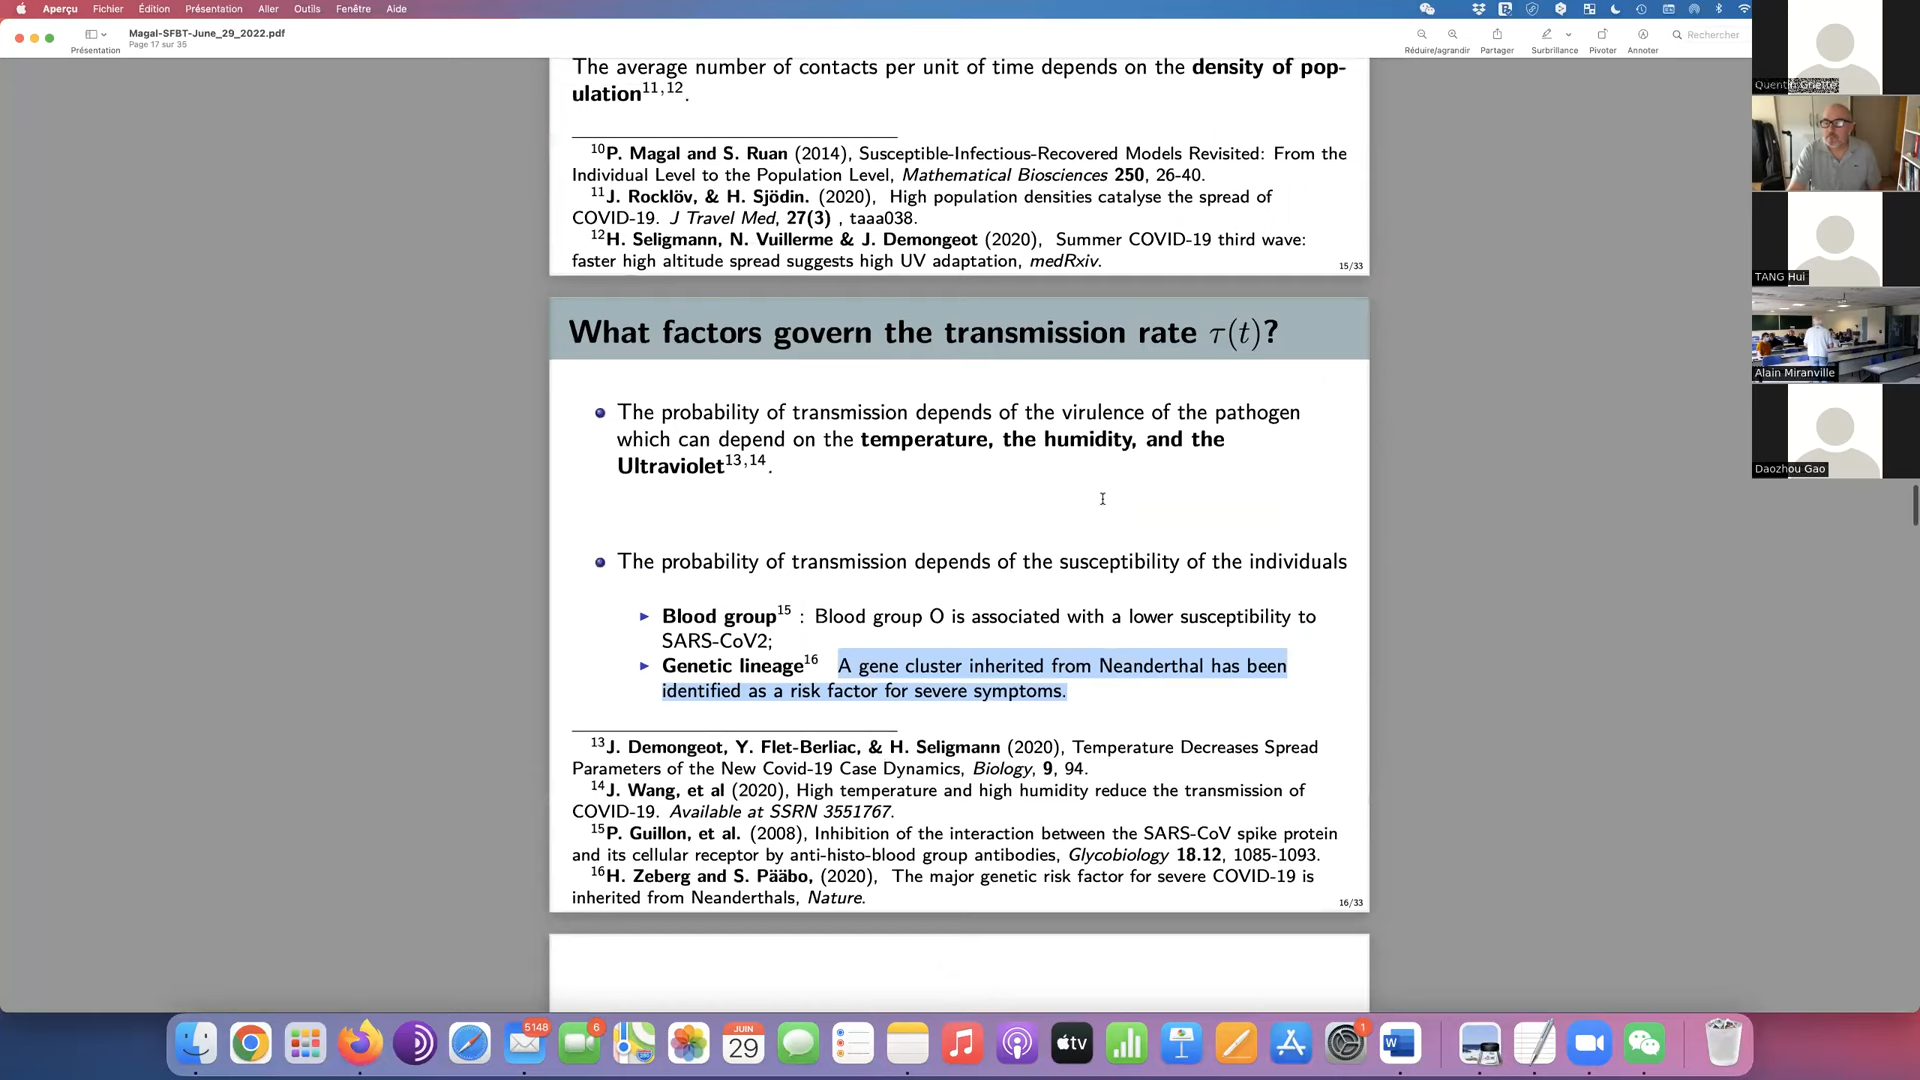 Aperçu Fichier Édition Présentation Aller Outils Fenêtre Aide
Magal-SFBT-June_29_2022.pdf
Page 17 sur 35
Présentation
Réduire/agrandir Partager Surbrillance Pivoter Annoter
Rechercher
The average number of contacts per unit of time depends on the density of pop-
ulation11,12.
10P. Magal and S. Ruan (2014), Susceptible-Infectious-Recovered Models Revisited: From the
Individual Level to the Population Level, Mathematical Biosciences 250, 26-40.
11J. Rocklöv, & H. Sjödin. (2020), High population densities catalyse the spread of
COVID-19. J Travel Med, 27(3) , taaa038.
12H. Seligmann, N. Vuillerme & J. Demongeot (2020), Summer COVID-19 third wave:
faster high altitude spread suggests high UV adaptation, medRxiv.
15/33
What factors govern the transmission rate τ(t)?
The probability of transmission depends of the virulence of the pathogen
which can depend on the temperature, the humidity, and the
Ultraviolet13,14.
The probability of transmission depends of the susceptibility of the individuals
Blood group15 : Blood group O is associated with a lower susceptibility to
SARS-CoV2;
Genetic lineage16 A gene cluster inherited from Neanderthal has been
identified as a risk factor for severe symptoms.
13J. Demongeot, Y. Flet-Berliac, & H. Seligmann (2020), Temperature Decreases Spread
Parameters of the New Covid-19 Case Dynamics, Biology, 9, 94.
14J. Wang, et al (2020), High temperature and high humidity reduce the transmission of
COVID-19. Available at SSRN 3551767.
15P. Guillon, et al. (2008), Inhibition of the interaction between the SARS-CoV spike protein
and its cellular receptor by anti-histo-blood group antibodies, Glycobiology 18.12, 1085-1093.
16H. Zeberg and S. Pääbo, (2020), The major genetic risk factor for severe COVID-19 is
inherited from Neanderthals, Nature.
16/33
TANG Hui
Alain Miranville
Daozhou Gao
5148
6
JUIN
29
tv
1
W